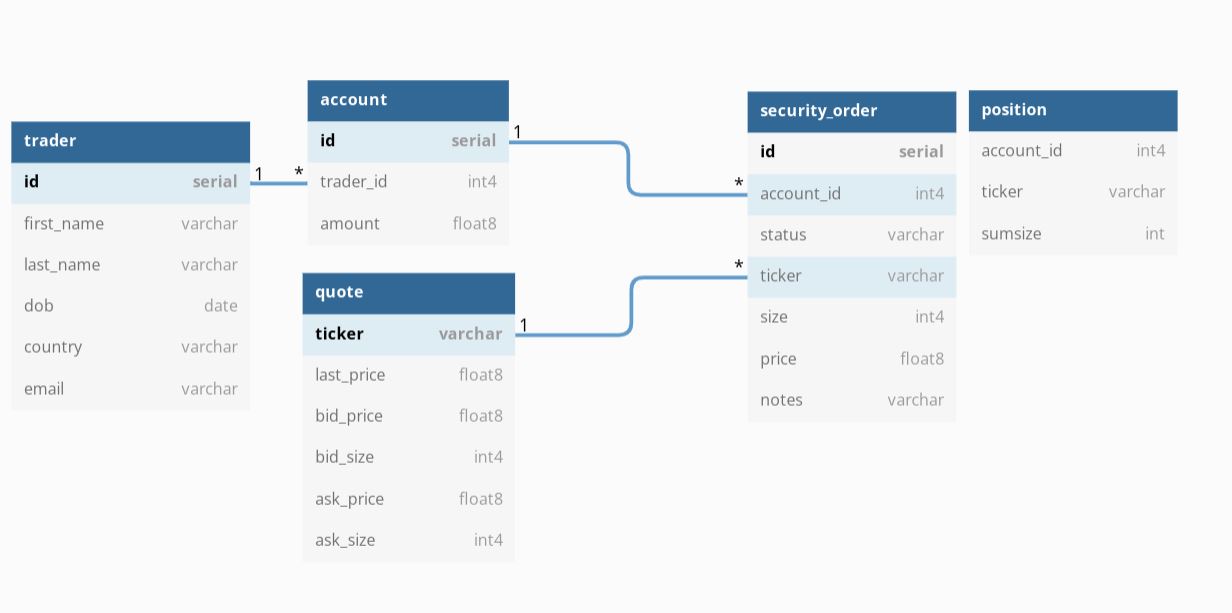 trader
id serial
first_name varchar
last_name varchar
dob date
country varchar
email varchar
1 *
account
id serial
trader_id int4
amount float8
1 *
quote
ticker varchar
last_price float8
bid_price float8
bid_size int4
ask_price float8
ask_size int4
1 *
security_order
id serial
account_id int4
status varchar
ticker varchar
size int4
price float8
notes varchar
position
account_id int4
ticker varchar
sumsize int